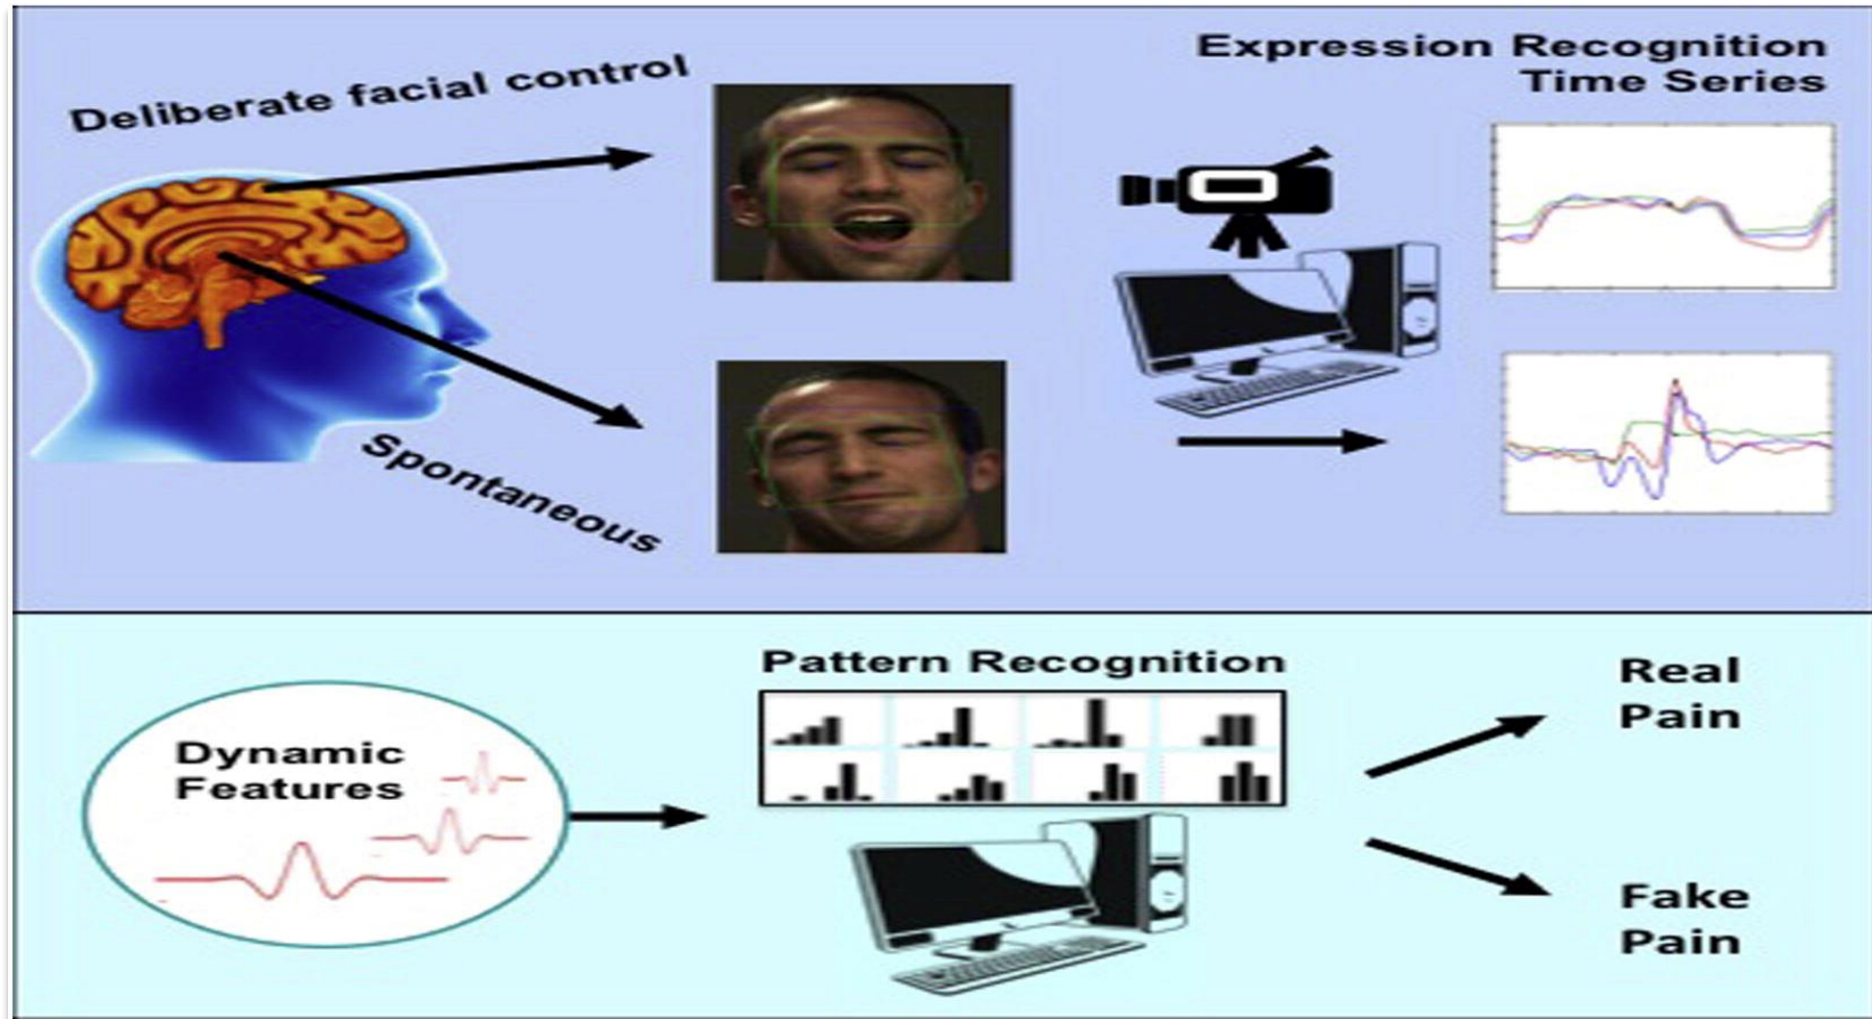 Deliberate facial control
Expression Recognition
Time Series
Spontaneous
Pattern Recognition
Dynamic
Features
Real
Pain
Fake
Pain